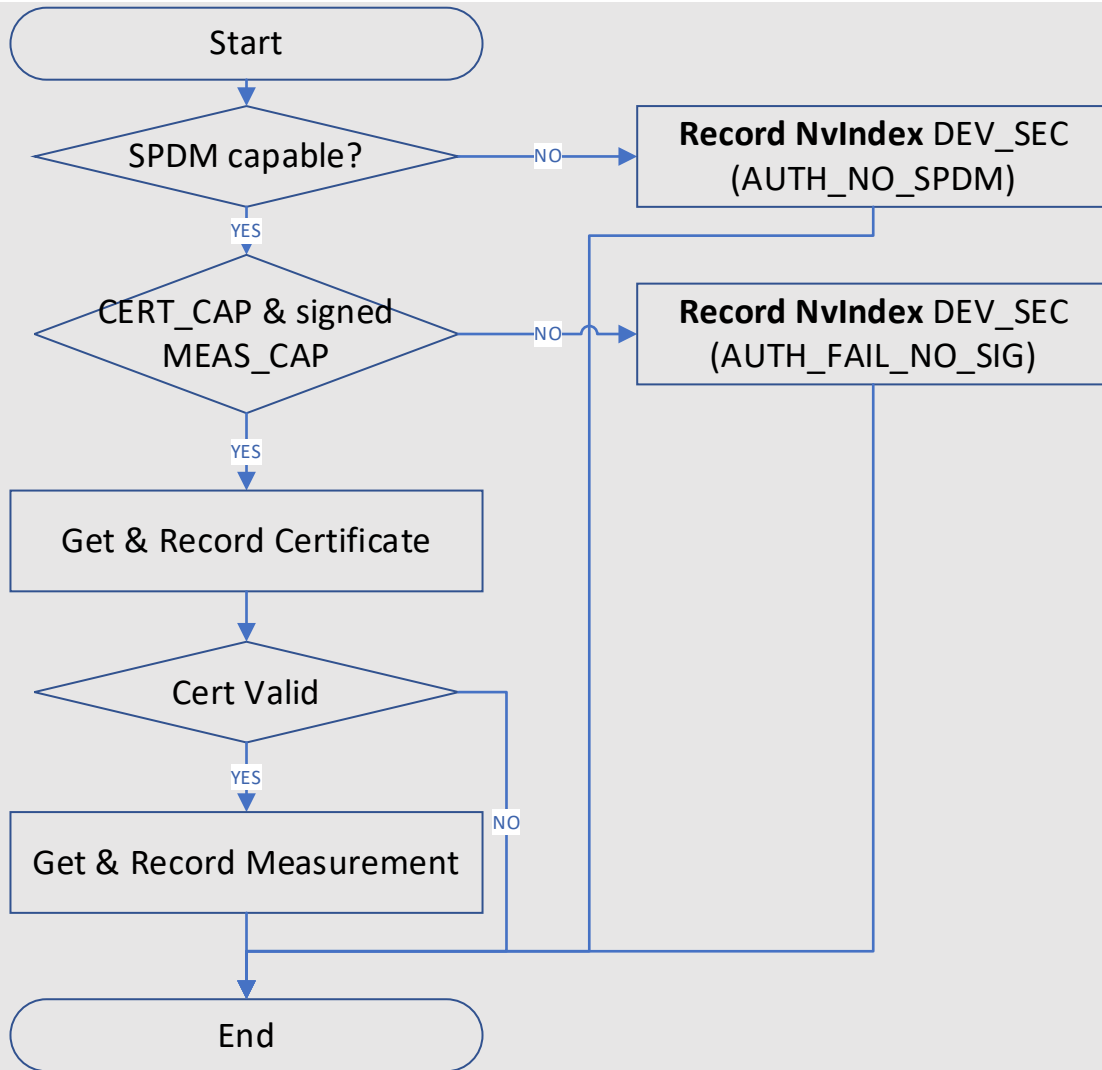 Start
SPDM capable?
NO
Record NvIndex DEV_SEC
(AUTH_NO_SPDM)
YES
CERT_CAP & signed
MEAS_CAP
NO
Record NvIndex DEV_SEC
(AUTH_FAIL_NO_SIG)
YES
Get & Record Certificate
Cert Valid
YES
NO
Get & Record Measurement
End